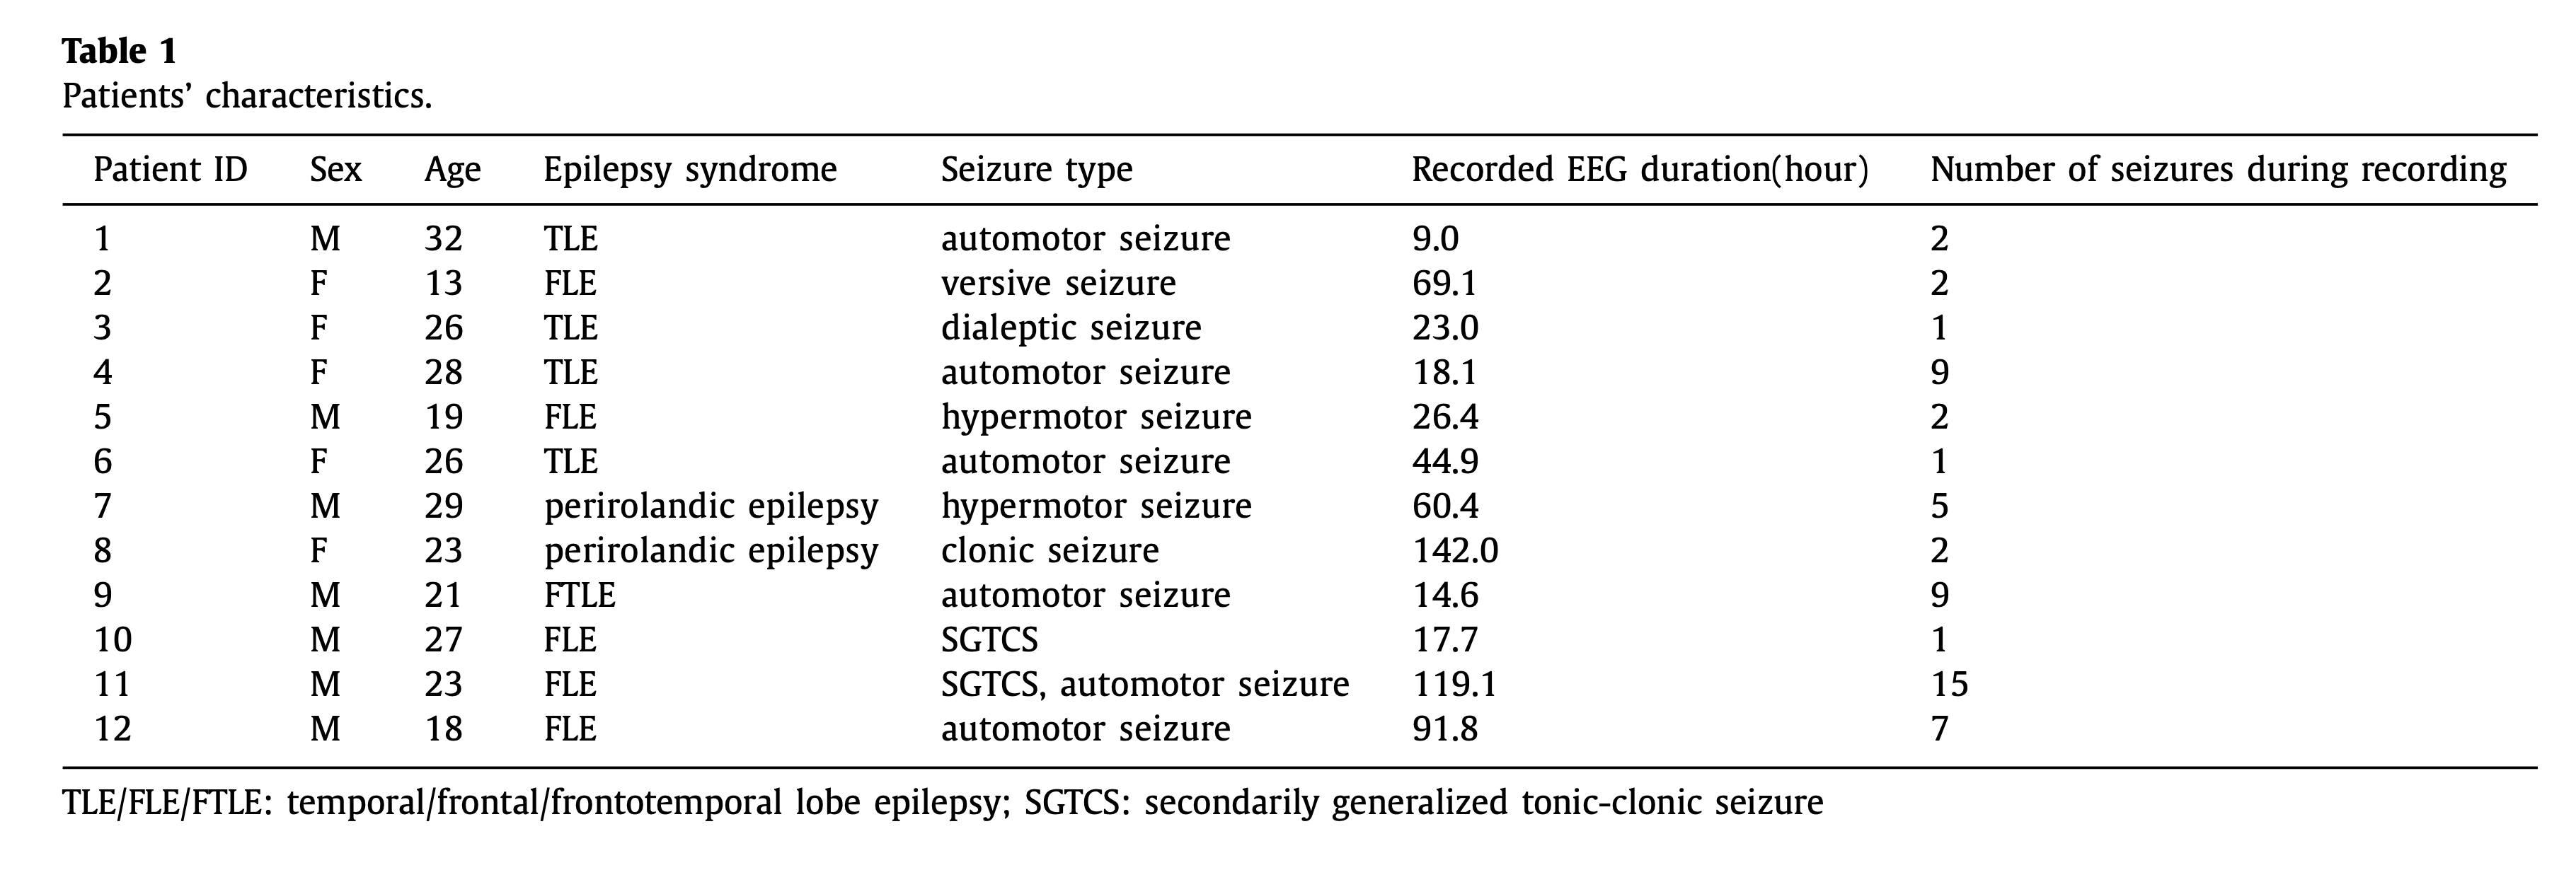 Table 1
Patients’ characteristics.
Patient ID Sex Age Epilepsy syndrome Seizure type Recorded EEG duration(hour) Number of seizures during recording
1 M 32 TLE automotor seizure 9.0 2
2 F 13 FLE versive seizure 69.1 2
3 F 26 TLE dialeptic seizure 23.0 1
4 F 28 TLE automotor seizure 18.1 9
5 M 19 FLE hypermotor seizure 26.4 2
6 F 26 TLE automotor seizure 44.9 1
7 M 29 perirolandic epilepsy hypermotor seizure 60.4 5
8 F 23 perirolandic epilepsy clonic seizure 142.0 2
9 M 21 FTLE automotor seizure 14.6 9
10 M 27 FLE SGTCS 17.7 1
11 M 23 FLE SGTCS, automotor seizure 119.1 15
12 M 18 FLE automotor seizure 91.8 7
TLE/FLE/FTLE: temporal/frontal/frontotemporal lobe epilepsy; SGTCS: secondarily generalized tonic-clonic seizure